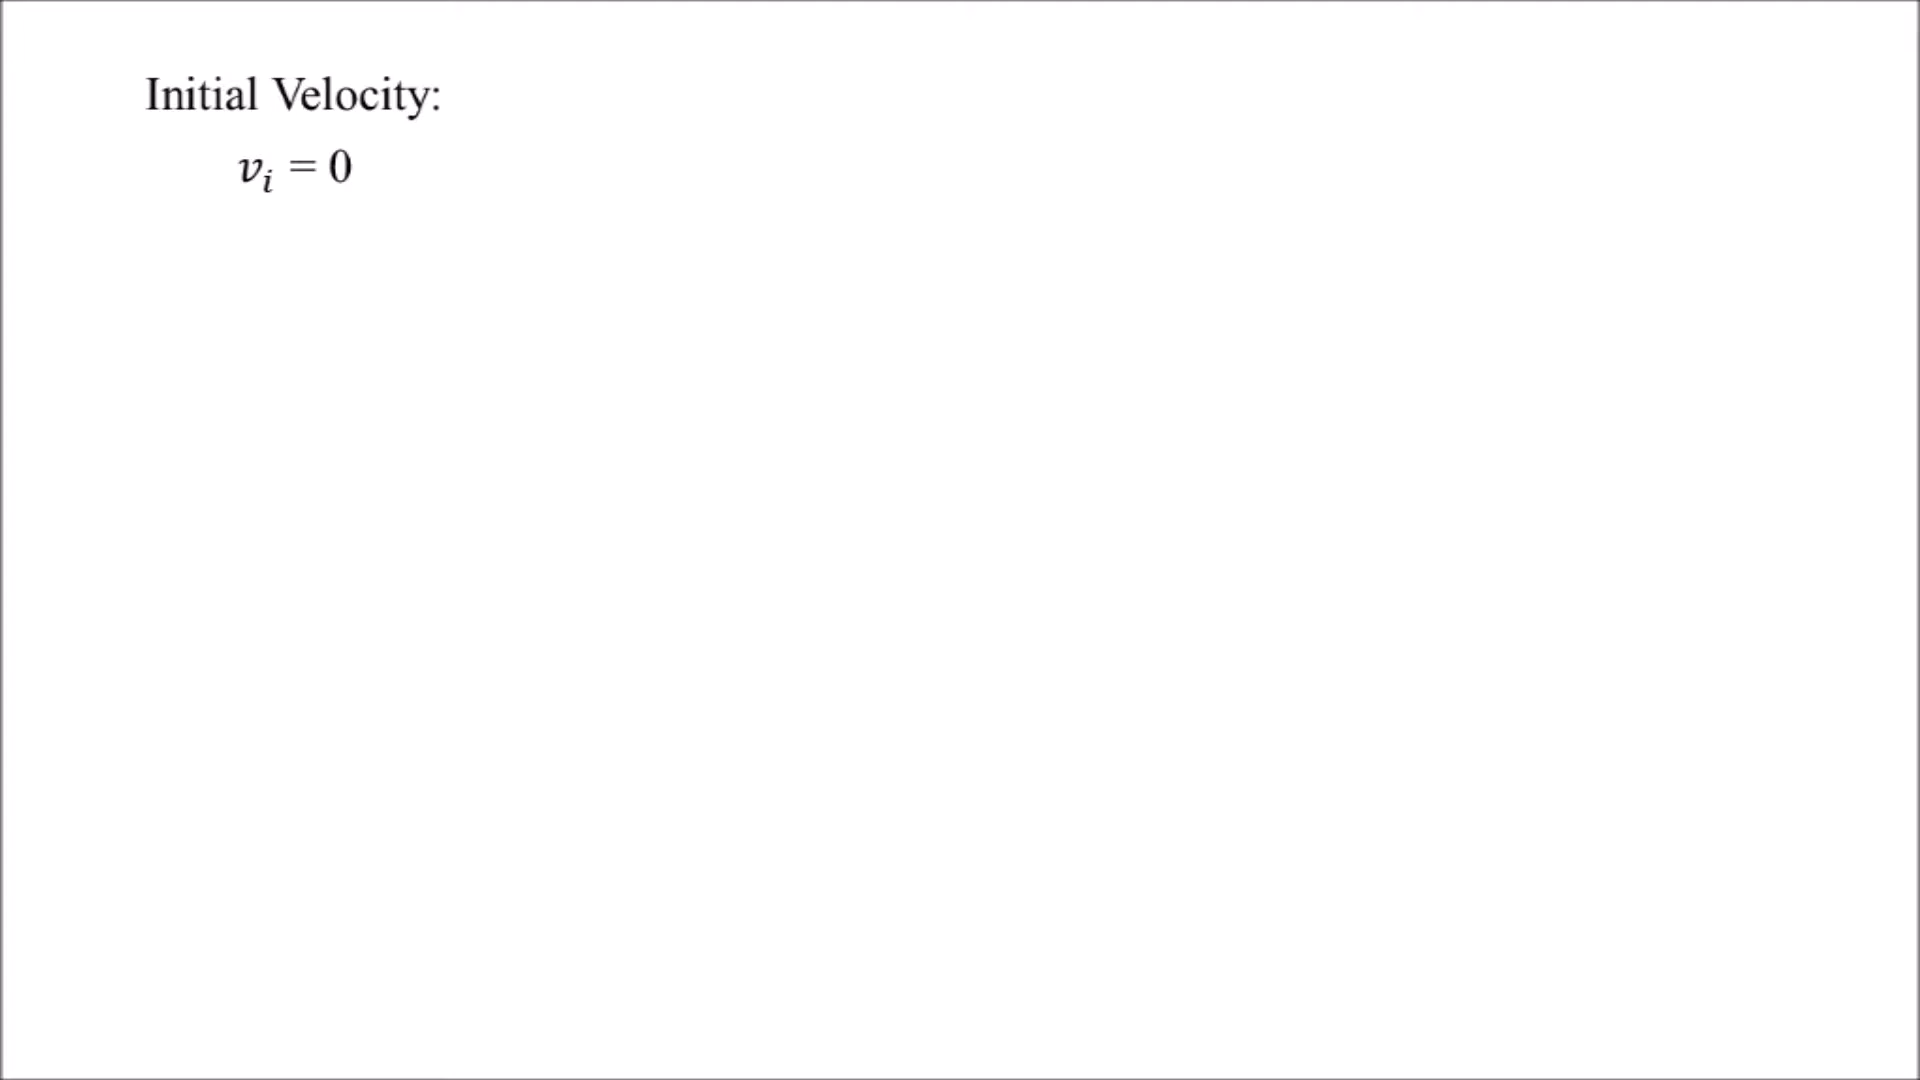 Initial Velocity:
𝑣ᵢ = 0